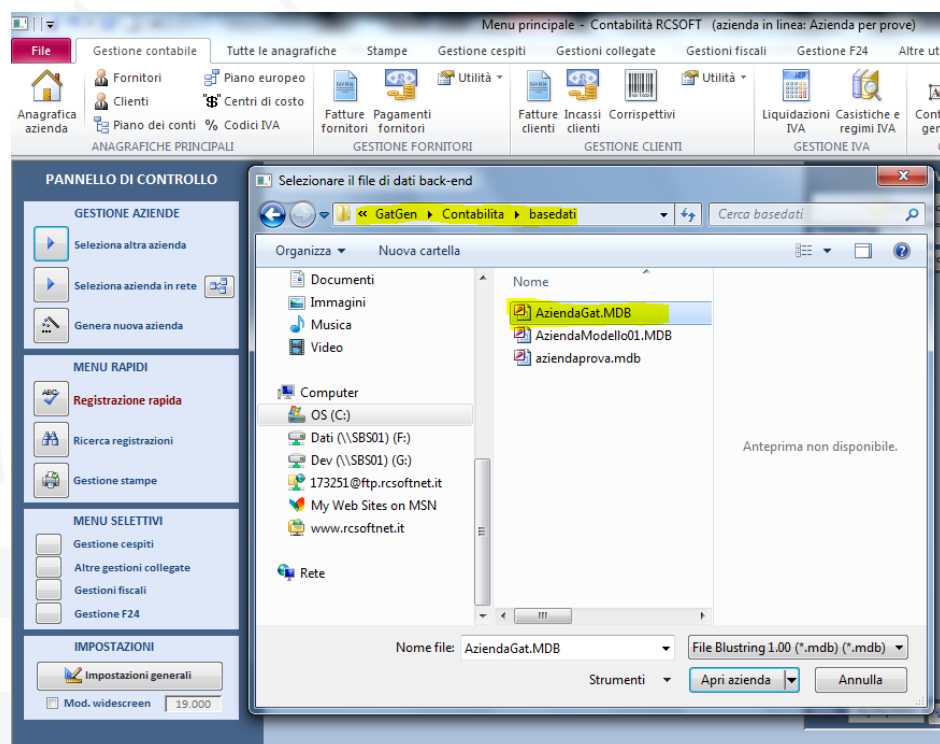 Menu principale - Contabilità RCSOFT (azienda in linea: Azienda per prove)
File Gestione contabile Tutte le anagrafiche Stampe Gestione cespiti Gestioni collegate Gestioni fiscali Gestione F24 Altre ut
Anagrafica azienda
Fornitori
Clienti
Piano dei conti
Piano europeo
Centri di costo
% Codici IVA
ANAGRAFICHE PRINCIPALI
Fatture fornitori
Pagamenti fornitori
Utilità
GESTIONE FORNITORI
Fatture clienti
Incassi clienti
Corrispettivi
Utilità
GESTIONE CLIENTI
Liquidazioni IVA
Casistiche e regimi IVA
GESTIONE IVA
Cont
ger
PANNELLO DI CONTROLLO
GESTIONE AZIENDE
Seleziona altra azienda
Seleziona azienda in rete
Genera nuova azienda
MENU RAPIDI
Registrazione rapida
Ricerca registrazioni
Gestione stampe
MENU SELETTIVI
Gestione cespiti
Altre gestioni collegate
Gestioni fiscali
Gestione F24
IMPOSTAZIONI
Impostazioni generali
Mod. widescreen 19.000
Selezionare il file di dati back-end
« GatGen Contabilita basedati
Cerca basedati
Organizza Nuova cartella
Documenti
Immagini
Musica
Video
Computer
OS (C:)
Dati (\\SBS01) (F:)
Dev (\\SBS01) (G:)
173251@ftp.rcsoftnet.it
My Web Sites on MSN
www.rcsoftnet.it
Rete
Nome
AziendaGat.MDB
AziendaModello01.MDB
aziendaprova.mdb
Anteprima non disponibile.
Nome file: AziendaGat.MDB File Blustring 1.00 (*.mdb) (*.mdb)
Strumenti Apri azienda Annulla